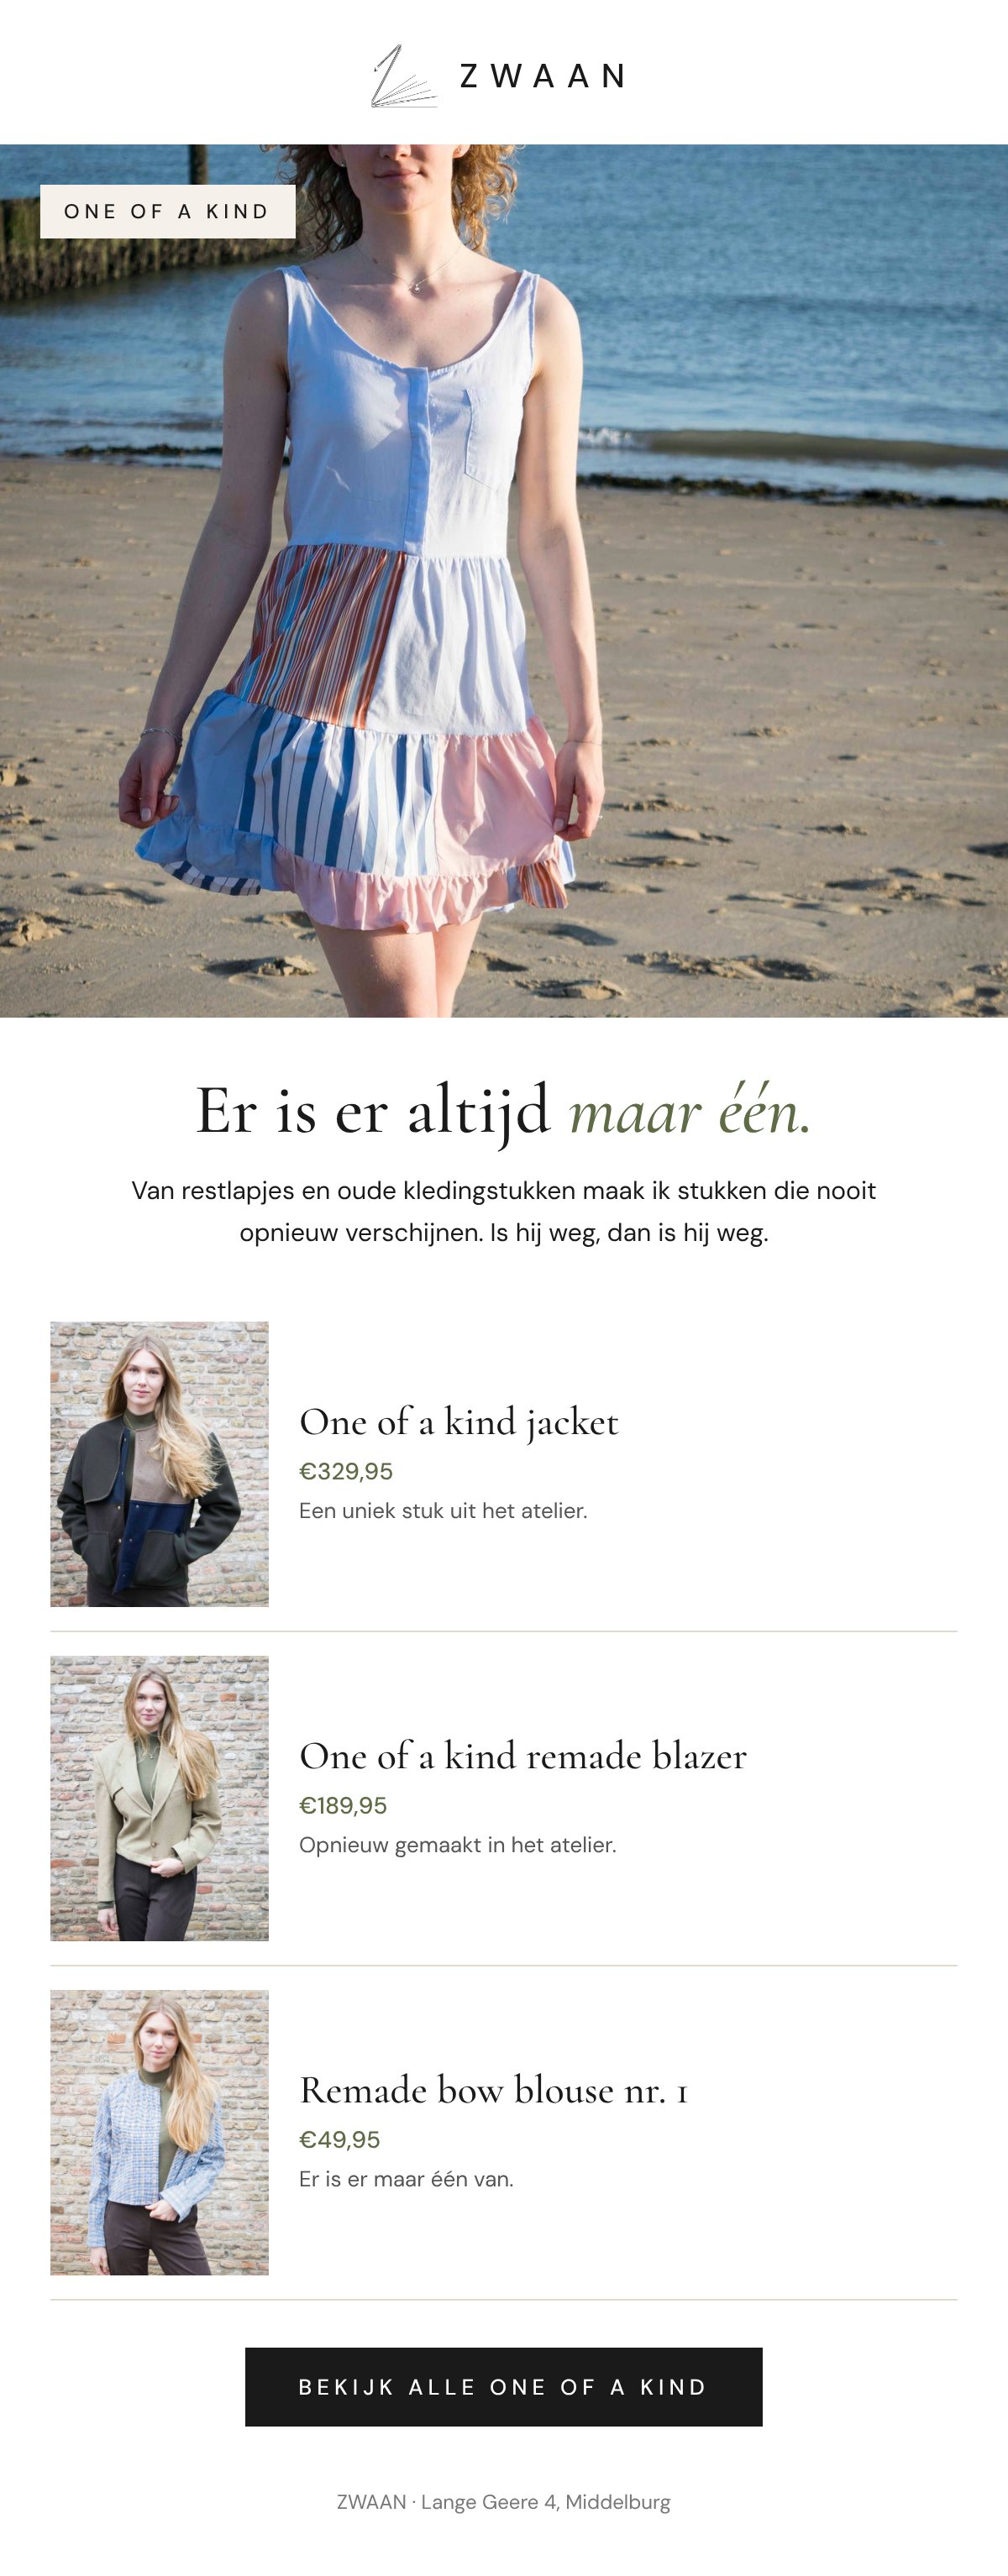 ZWAAN
ONE OF A KIND
Er is er altijd maar één.
Van restlapjes en oude kledingstukken maak ik stukken die nooit
opnieuw verschijnen. Is hij weg, dan is hij weg.
One of a kind jacket
€329,95
Een uniek stuk uit het atelier.
One of a kind remade blazer
€189,95
Opnieuw gemaakt in het atelier.
Remade bow blouse nr. 1
€49,95
Er is er maar één van.
BEKIJK ALLE ONE OF A KIND
ZWAAN · Lange Geere 4, Middelburg